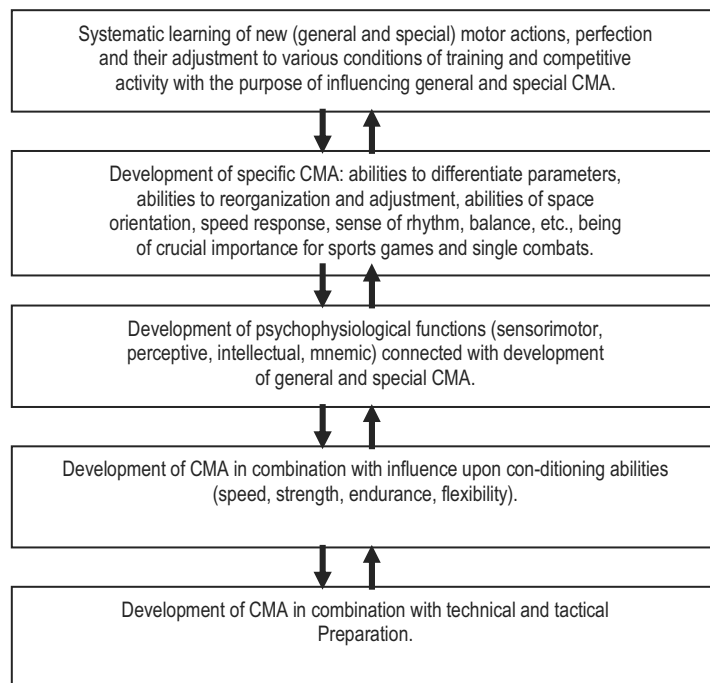 Systematic learning of new (general and special) motor actions, perfection
and their adjustment to various conditions of training and competitive
activity with the purpose of influencing general and special CMA.
Development of specific CMA: abilities to differentiate parameters,
abilities to reorganization and adjustment, abilities of space
orientation, speed response, sense of rhythm, balance, etc., being
of crucial importance for sports games and single combats.
Development of psychophysiological functions (sensorimotor,
perceptive, intellectual, mnemic) connected with development
of general and special CMA.
Development of CMA in combination with influence upon con-ditioning abilities
(speed, strength, endurance, flexibility).
Development of CMA in combination with technical and tactical
Preparation.